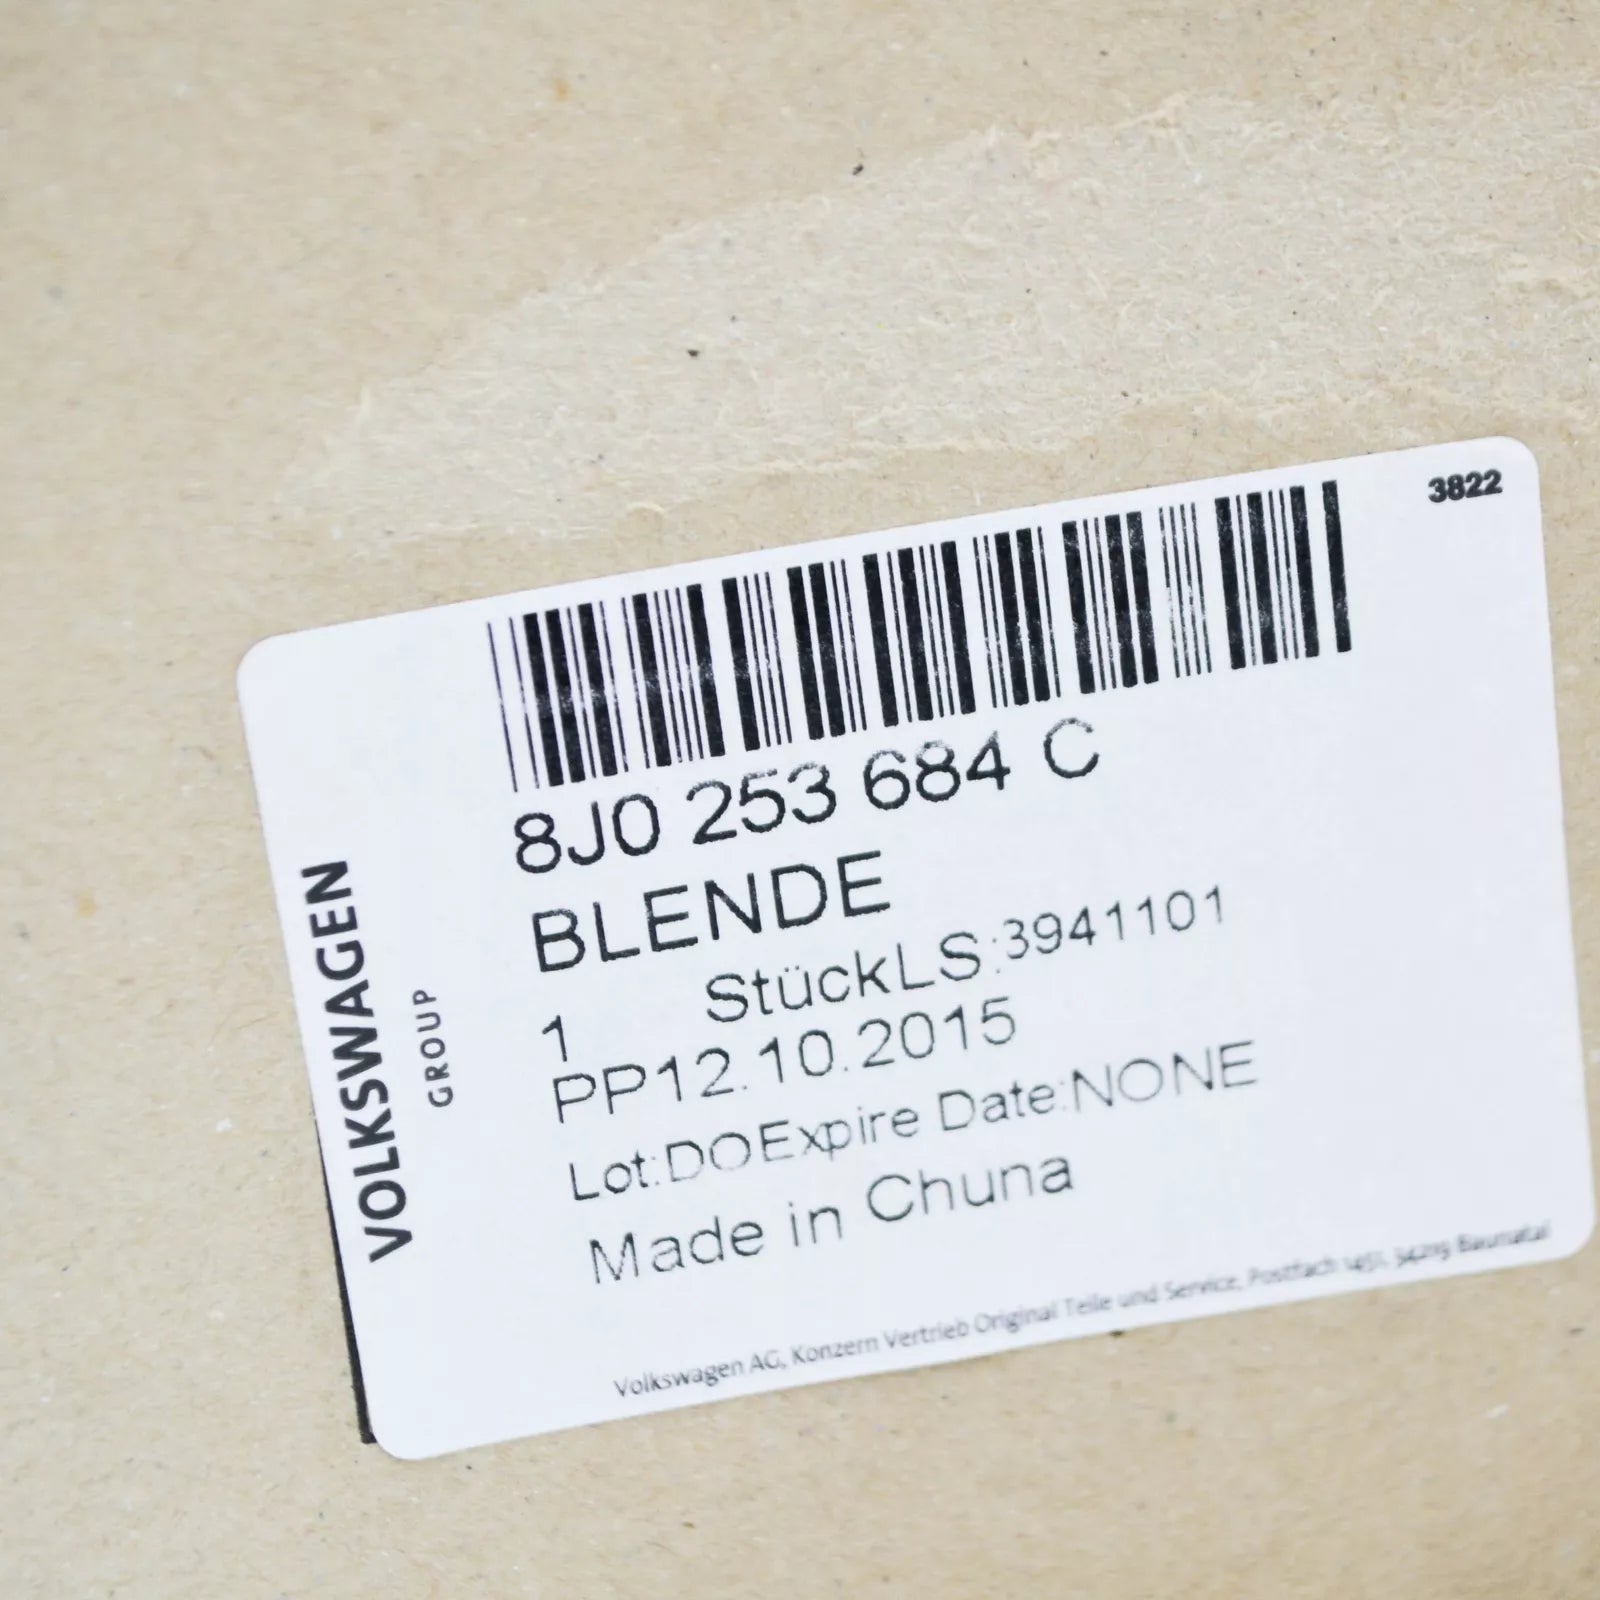 3822
8J0 253 684 C
BLENDE
1 StückLS:3941101
PP12.10.2015
Lot:DOExpire Date:NONE
Made in Chuna
Volkswagen AG, Konzern Vertrieb Original Teile und Service, Postfach 1451, 34219 Baunatal
VOLKSWAGEN
GROUP